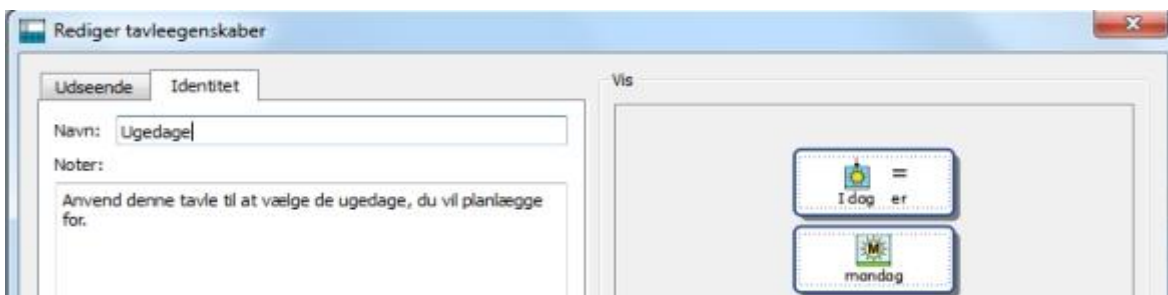 Rediger tavleegenskaber
Udseende Identitet
Navn: Ugedage
Noter:
Anvend denne tavle til at vælge de ugedage, du vil planlægge
for.
Vis
=
I dag er
M
mandag